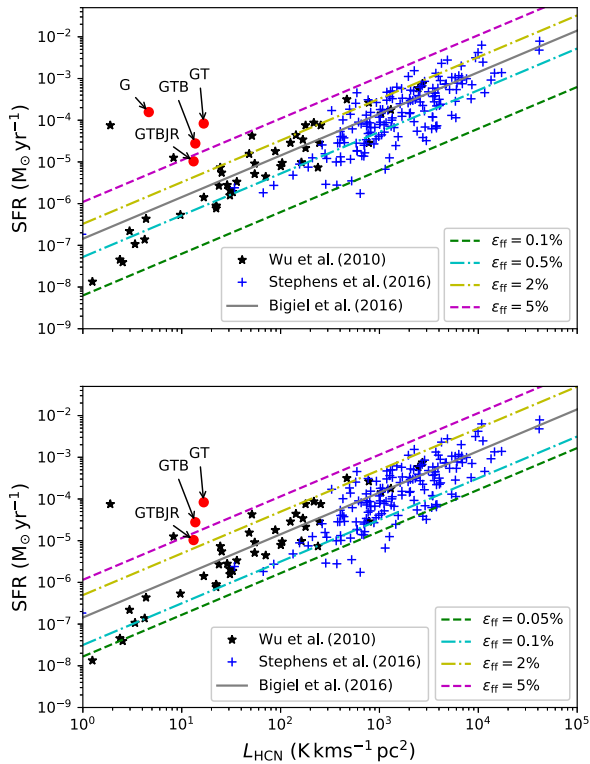 10⁻²
10⁻³
10⁻⁴
10⁻⁵
10⁻⁶
10⁻⁷
10⁻⁸
10⁻⁹
SFR (M⊙ yr⁻¹)
G
GTB
GT
GTBJR
Wu et al. (2010)
Stephens et al. (2016)
Bigiel et al. (2016)
εff = 0.1%
εff = 0.5%
εff = 2%
εff = 5%
10⁻²
10⁻³
10⁻⁴
10⁻⁵
10⁻⁶
10⁻⁷
10⁻⁸
10⁻⁹
SFR (M⊙ yr⁻¹)
GT
GTB
GTBJR
Wu et al. (2010)
Stephens et al. (2016)
Bigiel et al. (2016)
εff = 0.05%
εff = 0.1%
εff = 2%
εff = 5%
10⁰ 10¹ 10² 10³ 10⁴ 10⁵
LHCN (K kms⁻¹ pc²)